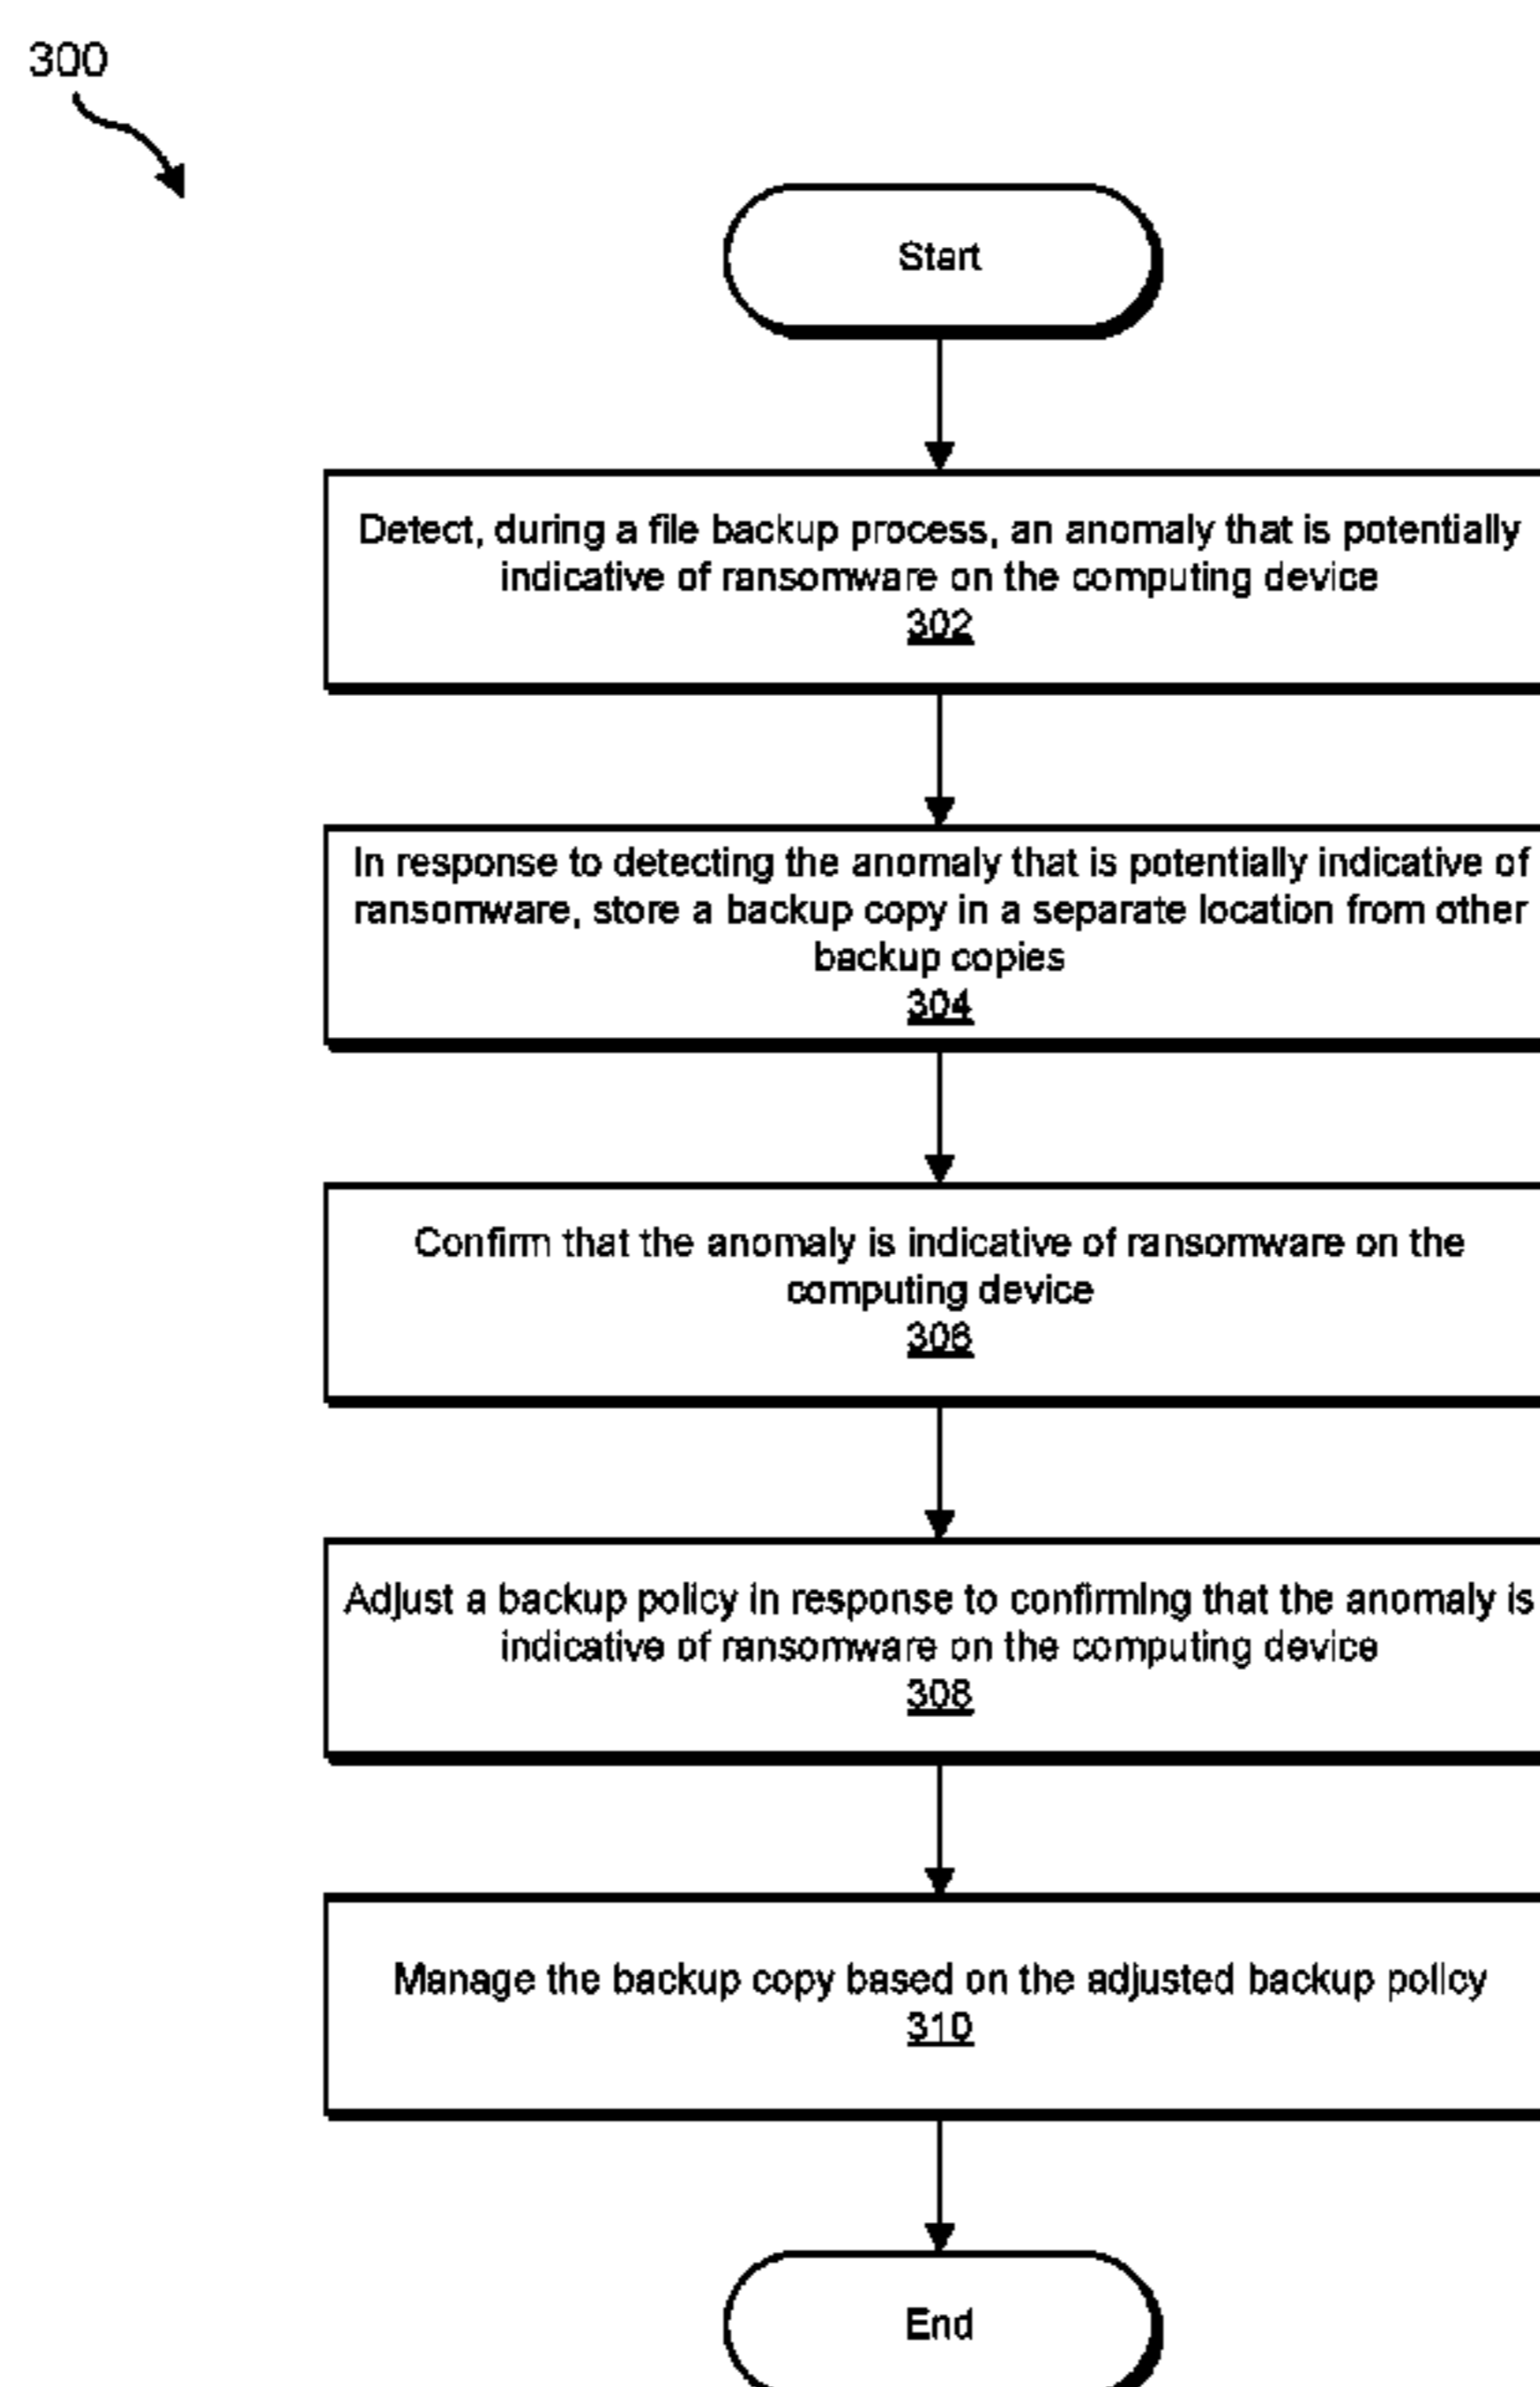 300
Start
Detect, during a file backup process, an anomaly that is potentially
indicative of ransomware on the computing device
302
In response to detecting the anomaly that is potentially indicative of
ransomware, store a backup copy in a separate location from other
backup copies
304
Confirm that the anomaly is indicative of ransomware on the
computing device
306
Adjust a backup policy in response to confirming that the anomaly is
indicative of ransomware on the computing device
308
Manage the backup copy based on the adjusted backup policy
310
End